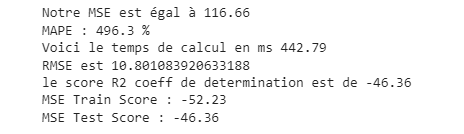 Notre MSE est égal à 116.66
MAPE : 496.3 %
Voici le temps de calcul en ms 442.79
RMSE est 10.801083920633188
le score R2 coeff de determination est de -46.36
MSE Train Score : -52.23
MSE Test Score : -46.36